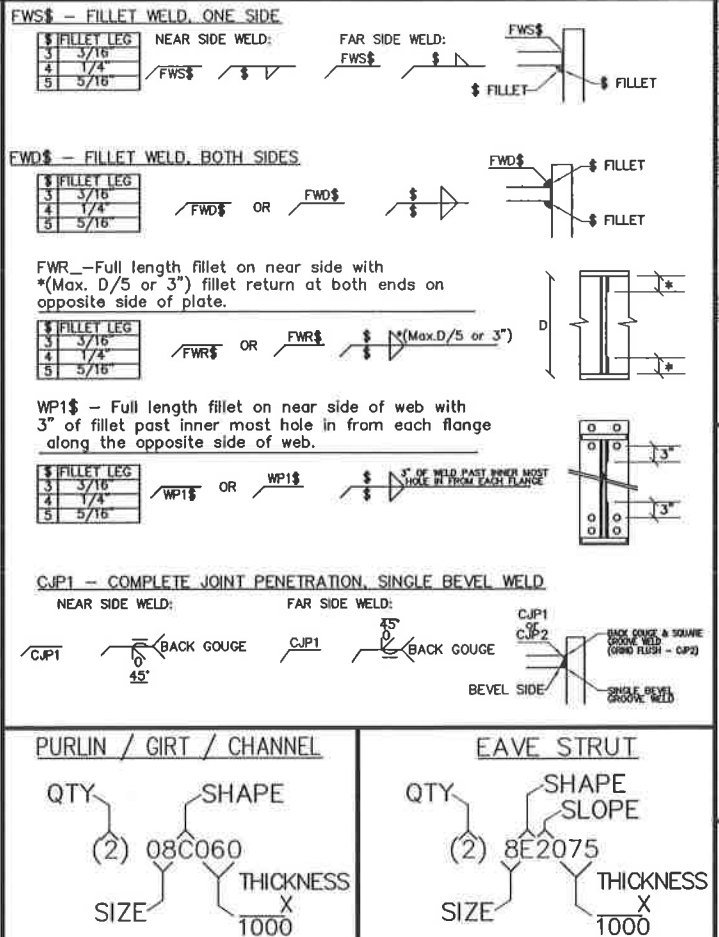 FWS$ – FILLET WELD, ONE SIDE
$ FILLET LEG
3 3/16"
4 1/4"
5 5/16"
NEAR SIDE WELD:
FWS$
$
FAR SIDE WELD:
FWS$
$
FWS$
$ FILLET
$ FILLET
FWD$ – FILLET WELD, BOTH SIDES
$ FILLET LEG
3 3/16"
4 1/4"
5 5/16"
FWD$ OR FWD$
$
$
FWD$
$ FILLET
$ FILLET
FWR_–Full length fillet on near side with
*(Max. D/5 or 3") fillet return at both ends on
opposite side of plate.
$ FILLET LEG
3 3/16"
4 1/4"
5 5/16"
FWR$ OR FWR$
$
$
*(Max.D/5 or 3")
D
*
*
WP1$ – Full length fillet on near side of web with
3" of fillet past inner most hole in from each flange
along the opposite side of web.
$ FILLET LEG
3 3/16"
4 1/4"
5 5/16"
WP1$ OR WP1$
$
$
3" OF WELD PAST INNER MOST
HOLE IN FROM EACH FLANGE
3"
3"
CJP1 – COMPLETE JOINT PENETRATION, SINGLE BEVEL WELD
NEAR SIDE WELD:
CJP1
BACK GOUGE
0
45°
FAR SIDE WELD:
CJP1
45°
0
BACK GOUGE
CJP1
or
CJP2
BACK GOUGE & SQUARE
GROOVE WELD
(GRIND FLUSH – CJP2)
BEVEL SIDE
SINGLE BEVEL
GROOVE WELD
PURLIN / GIRT / CHANNEL
QTY
SHAPE
(2) 08C060
SIZE
THICKNESS
X
1000
EAVE STRUT
QTY
SHAPE
SLOPE
(2) 8E2075
SIZE
THICKNESS
X
1000